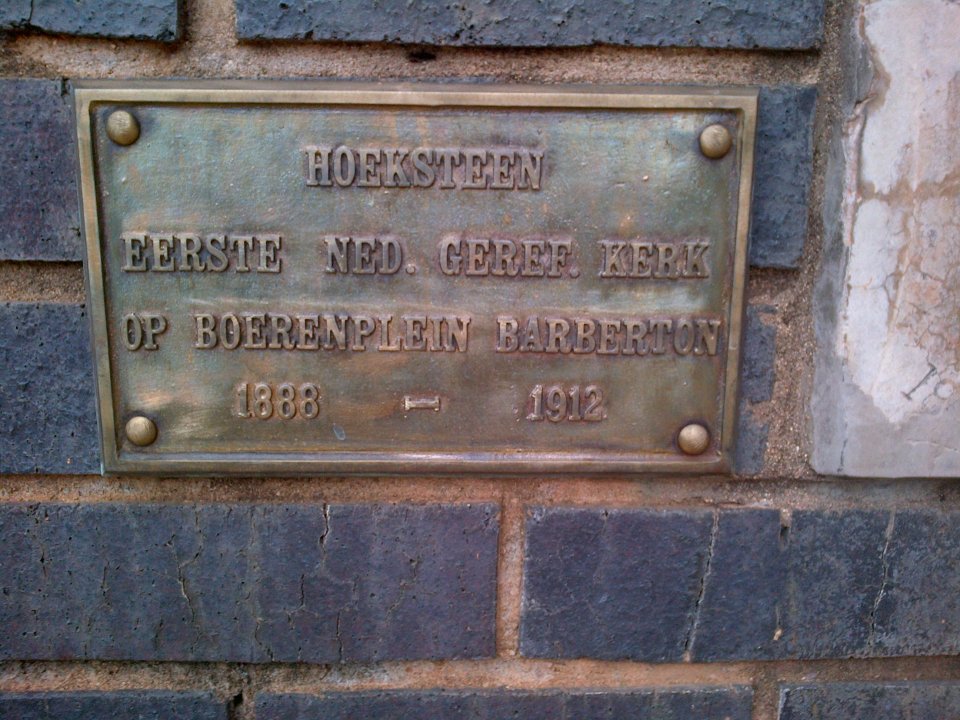 HOEKSTEEN
EERSTE NED. GEREF. KERK
OP BOERENPLEIN BARBERTON
1888 - 1912